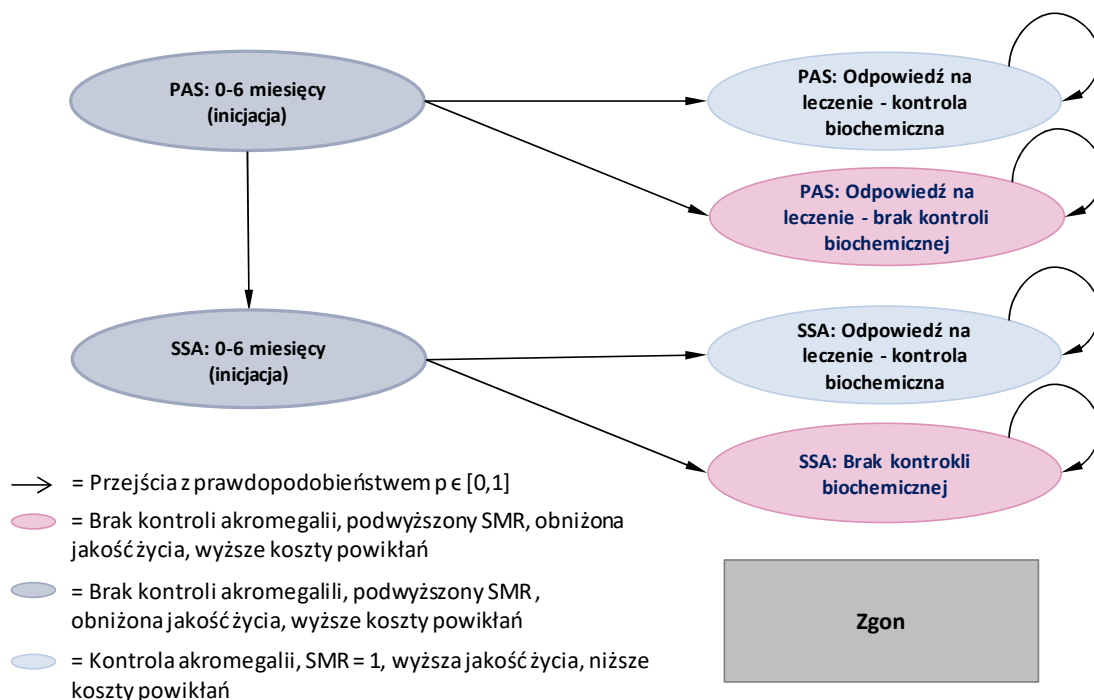 PAS: 0-6 miesięcy
(inicjacja)
PAS: Odpowiedź na
leczenie - kontrola
biochemiczna
PAS: Odpowiedź na
leczenie - brak kontroli
biochemicznej
SSA: 0-6 miesięcy
(inicjacja)
SSA: Odpowiedź na
leczenie - kontrola
biochemiczna
SSA: Brak kontrokli
biochemicznej
= Przejścia z prawdopodobieństwem p ϵ [0,1]
= Brak kontroli akromegalii, podwyższony SMR, obniżona
jakość życia, wyższe koszty powikłań
= Brak kontroli akromegalili, podwyższony SMR ,
obniżona jakość życia, wyższe koszty powikłań
= Kontrola akromegalii, SMR = 1, wyższa jakość życia, niższe
koszty powikłań
Zgon